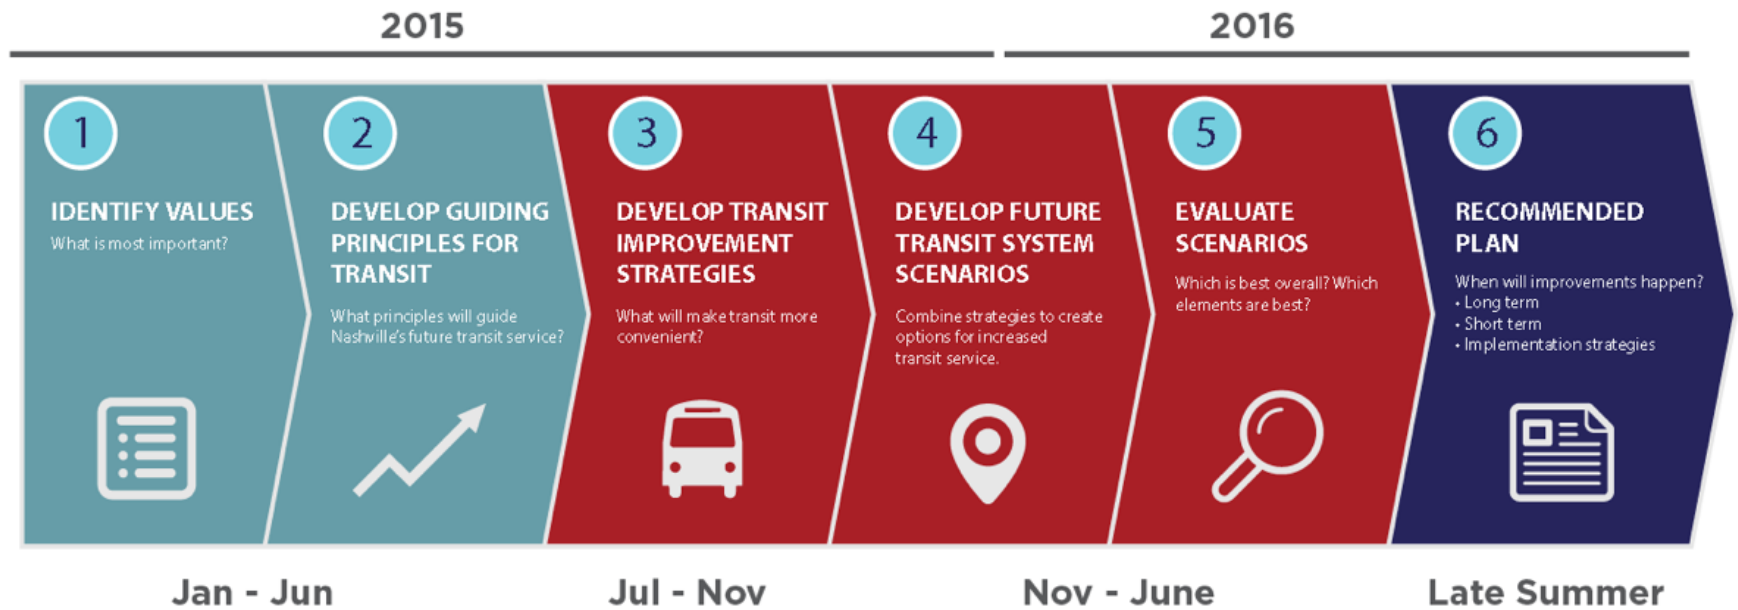 2015
2016
1
IDENTIFY VALUES
What is most important?
2
DEVELOP GUIDING
PRINCIPLES FOR
TRANSIT
What principles will guide
Nashville's future transit service?
3
DEVELOP TRANSIT
IMPROVEMENT
STRATEGIES
What will make transit more
convenient?
4
DEVELOP FUTURE
TRANSIT SYSTEM
SCENARIOS
Combine strategies to create
options for increased
transit service.
5
EVALUATE
SCENARIOS
Which is best overall? Which
elements are best?
6
RECOMMENDED
PLAN
When will improvements happen?
• Long term
• Short term
• Implementation strategies
Jan - Jun
Jul - Nov
Nov - June
Late Summer